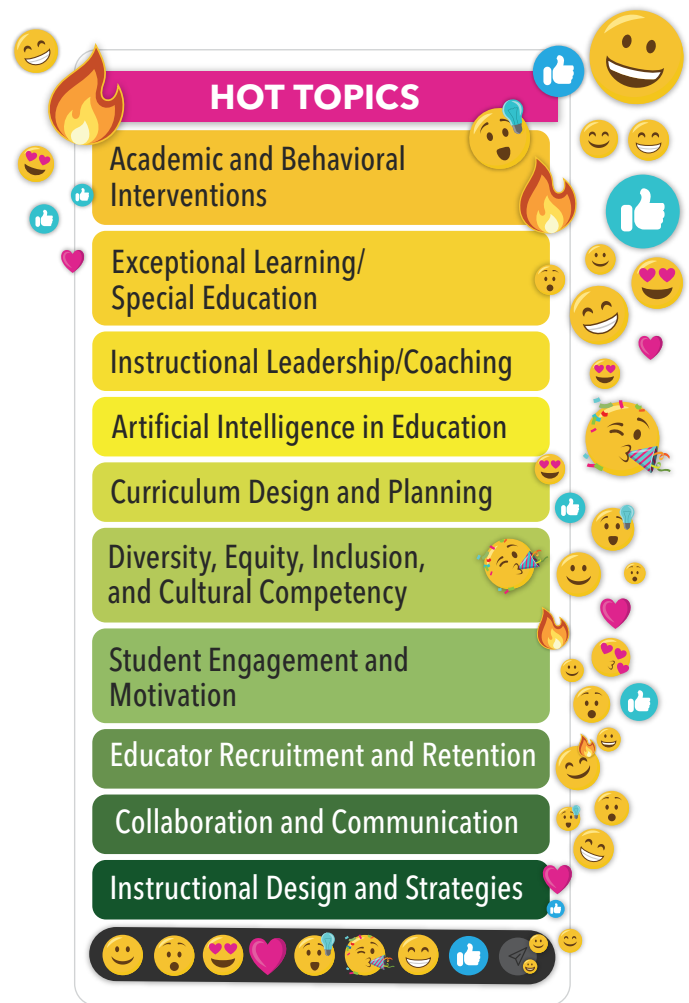 HOT TOPICS
Academic and Behavioral
Interventions
Exceptional Learning/
Special Education
Instructional Leadership/Coaching
Artificial Intelligence in Education
Curriculum Design and Planning
Diversity, Equity, Inclusion,
and Cultural Competency
Student Engagement and
Motivation
Educator Recruitment and Retention
Collaboration and Communication
Instructional Design and Strategies